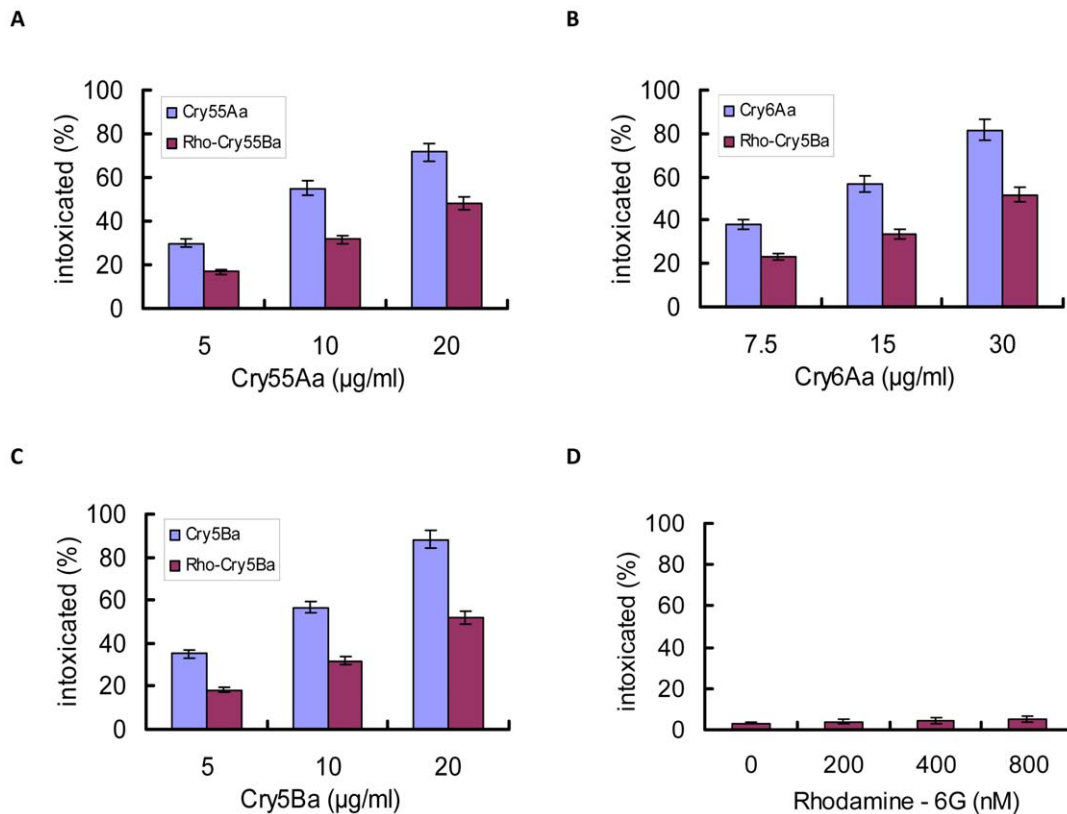 A
100
80
60
40
20
0
intoxicated (%)
Cry55Aa
Rho-Cry55Ba
5 10 20
Cry55Aa (µg/ml)
B
100
80
60
40
20
0
intoxicated (%)
Cry6Aa
Rho-Cry5Ba
7.5 15 30
Cry6Aa (µg/ml)
C
100
80
60
40
20
0
intoxicated (%)
Cry5Ba
Rho-Cry5Ba
5 10 20
Cry5Ba (µg/ml)
D
100
80
60
40
20
0
intoxicated (%)
0 200 400 800
Rhodamine - 6G (nM)